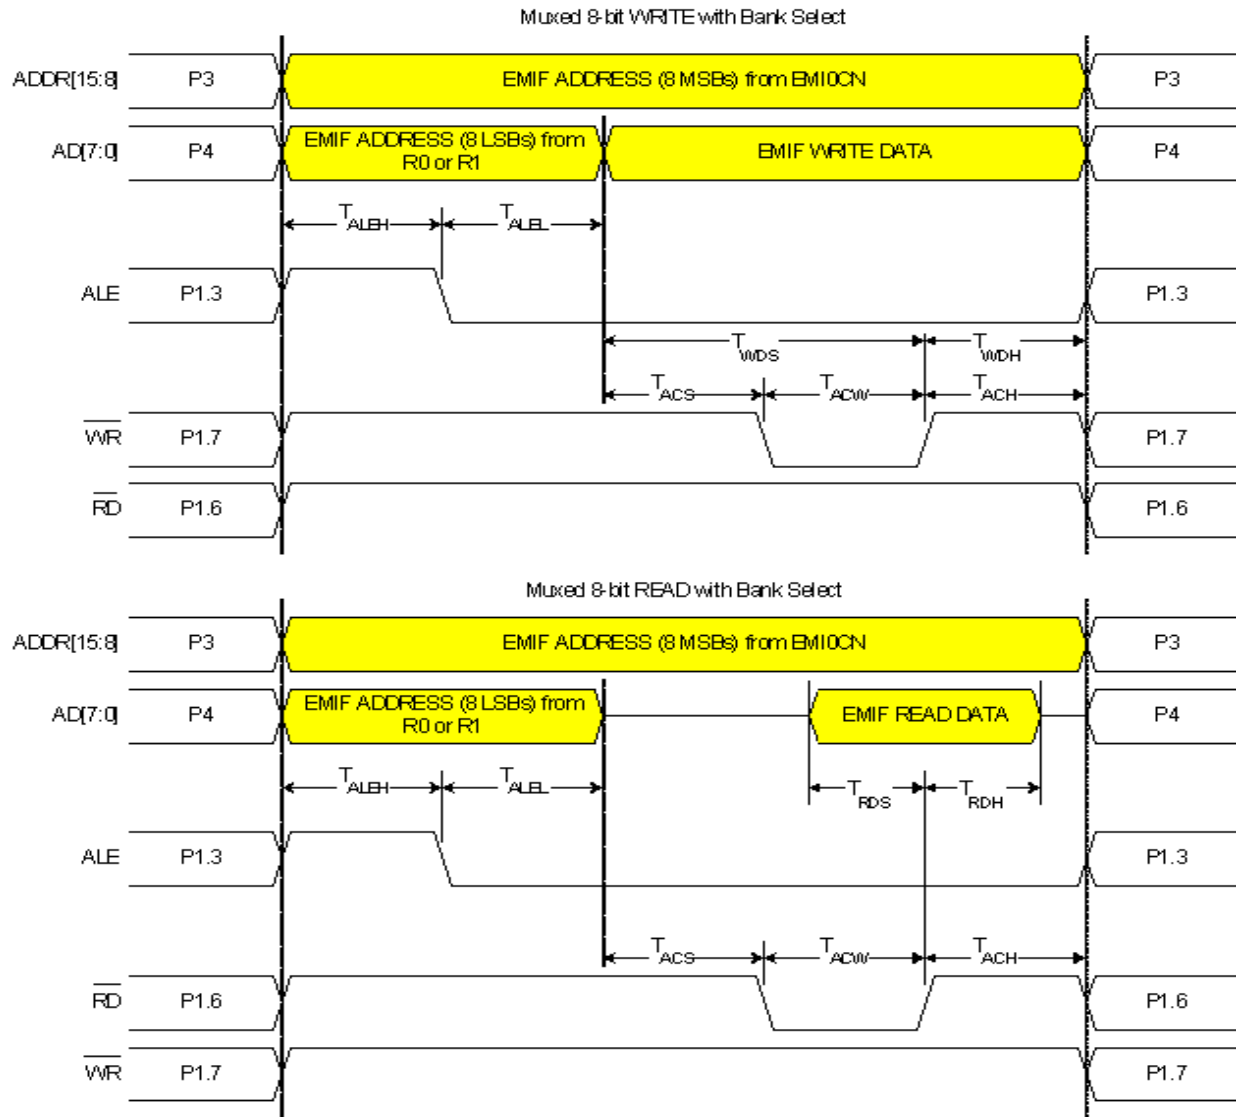 Muxed 8-bit WRITE with Bank Select
ADDR[15:8] P3 EMIF ADDRESS (8 MSBs) from EMI0CN P3
AD[7:0] P4 EMIF ADDRESS (8 LSBs) from R0 or R1 EMIF WRITE DATA P4
TALEH TALEL
ALE P1.3 P1.3
TWDS TWDH
TACS TACW TACH
WR P1.7 P1.7
RD P1.6 P1.6
Muxed 8-bit READ with Bank Select
ADDR[15:8] P3 EMIF ADDRESS (8 MSBs) from EMI0CN P3
AD[7:0] P4 EMIF ADDRESS (8 LSBs) from R0 or R1 EMIF READ DATA P4
TALEH TALEL TRDS TRDH
ALE P1.3 P1.3
TACS TACW TACH
RD P1.6 P1.6
WR P1.7 P1.7